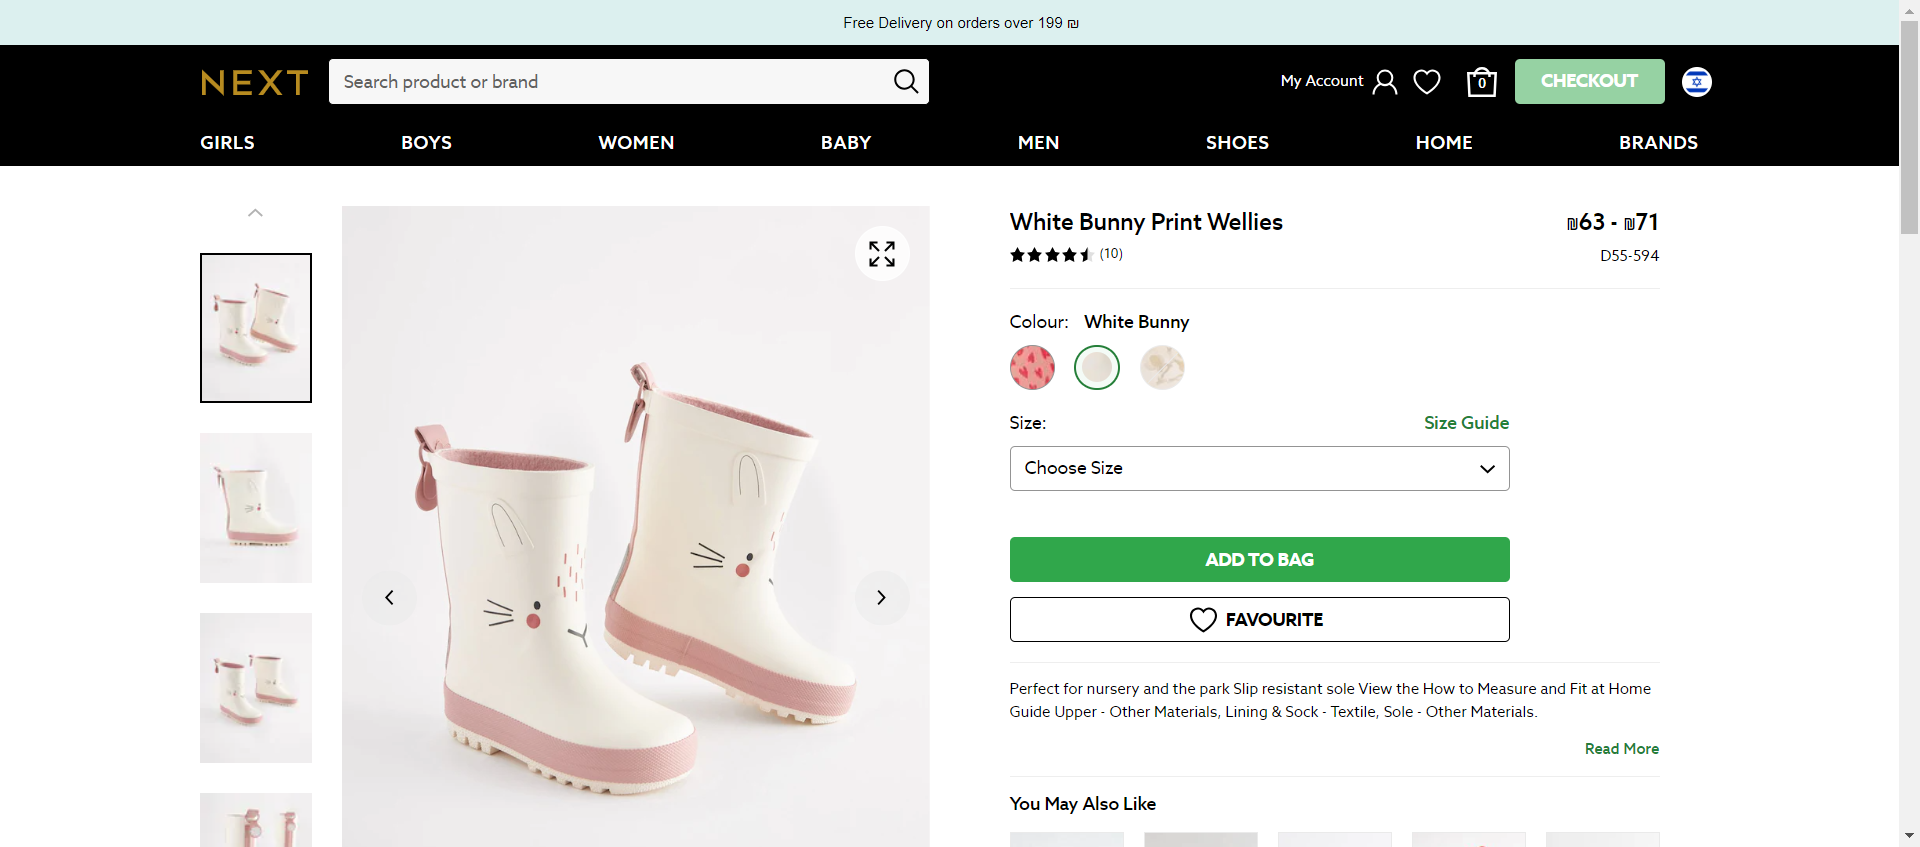 Free Delivery on orders over 199 ₪
NEXT
Search product or brand
My Account
0
CHECKOUT
GIRLS
BOYS
WOMEN
BABY
MEN
SHOES
HOME
BRANDS
White Bunny Print Wellies
₪63 - ₪71
(10)
D55-594
Colour: White Bunny
Size:
Size Guide
Choose Size
ADD TO BAG
FAVOURITE
Perfect for nursery and the park Slip resistant sole View the How to Measure and Fit at Home
Guide Upper - Other Materials, Lining & Sock - Textile, Sole - Other Materials.
Read More
You May Also Like